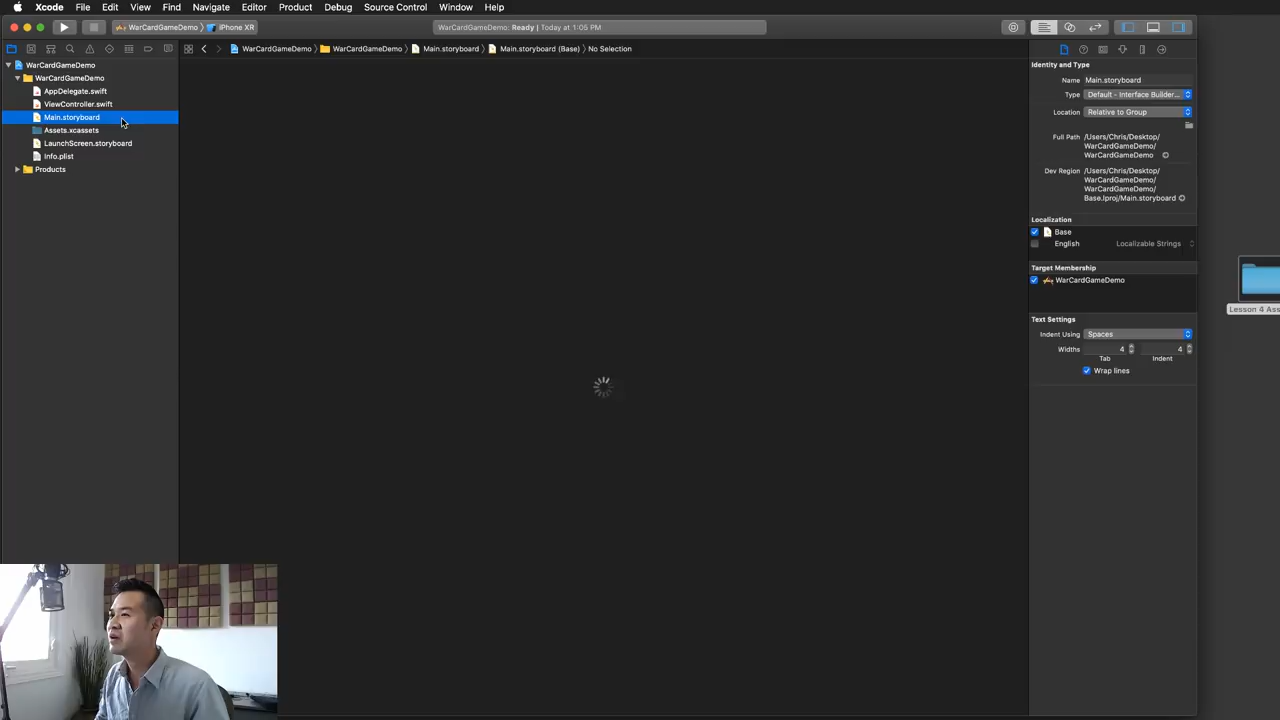 Xcode File Edit View Find Navigate Editor Product Debug Source Control Window Help
WarCardGameDemo iPhone XR WarCardGameDemo: Ready | Today at 1:05 PM
WarCardGameDemo WarCardGameDemo Main.storyboard Main.storyboard (Base) No Selection
WarCardGameDemo
WarCardGameDemo
AppDelegate.swift
ViewController.swift
Main.storyboard
Assets.xcassets
LaunchScreen.storyboard
Info.plist
Products
Identity and Type
Name Main.storyboard
Type Default - Interface Builder...
Location Relative to Group
Full Path /Users/Chris/Desktop/
WarCardGameDemo/
WarCardGameDemo
Dev Region /Users/Chris/Desktop/
WarCardGameDemo/
WarCardGameDemo/
Base.lproj/Main.storyboard
Localization
Base
English Localizable Strings
Target Membership
WarCardGameDemo
Text Settings
Indent Using Spaces
Widths 4 4
Tab Indent
Wrap lines
Lesson 4 Ass